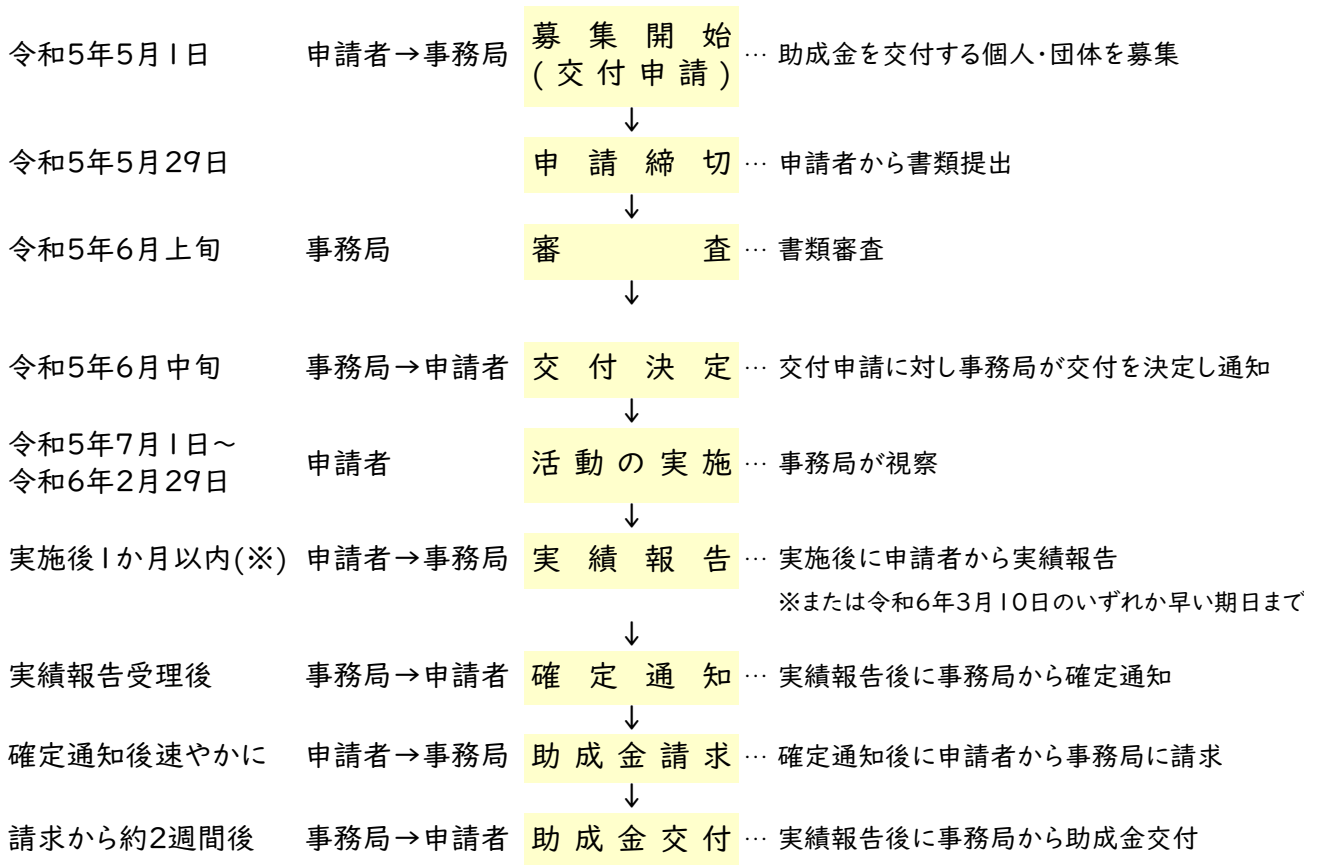 令和5年5月1日 申請者→事務局 募集開始 … 助成金を交付する個人・団体を募集
(交付申請)
↓
令和5年5月29日 申請締切 … 申請者から書類提出
↓
令和5年6月上旬 事務局 審査 … 書類審査
↓
令和5年6月中旬 事務局→申請者 交付決定 … 交付申請に対し事務局が交付を決定し通知
↓
令和5年7月1日～
令和6年2月29日 申請者 活動の実施 … 事務局が視察
↓
実施後1か月以内(※) 申請者→事務局 実績報告 … 実施後に申請者から実績報告
※または令和6年3月10日のいずれか早い期日まで
↓
実績報告受理後 事務局→申請者 確定通知 … 実績報告後に事務局から確定通知
↓
確定通知後速やかに 申請者→事務局 助成金請求 … 確定通知後に申請者から事務局に請求
↓
請求から約2週間後 事務局→申請者 助成金交付 … 実績報告後に事務局から助成金交付